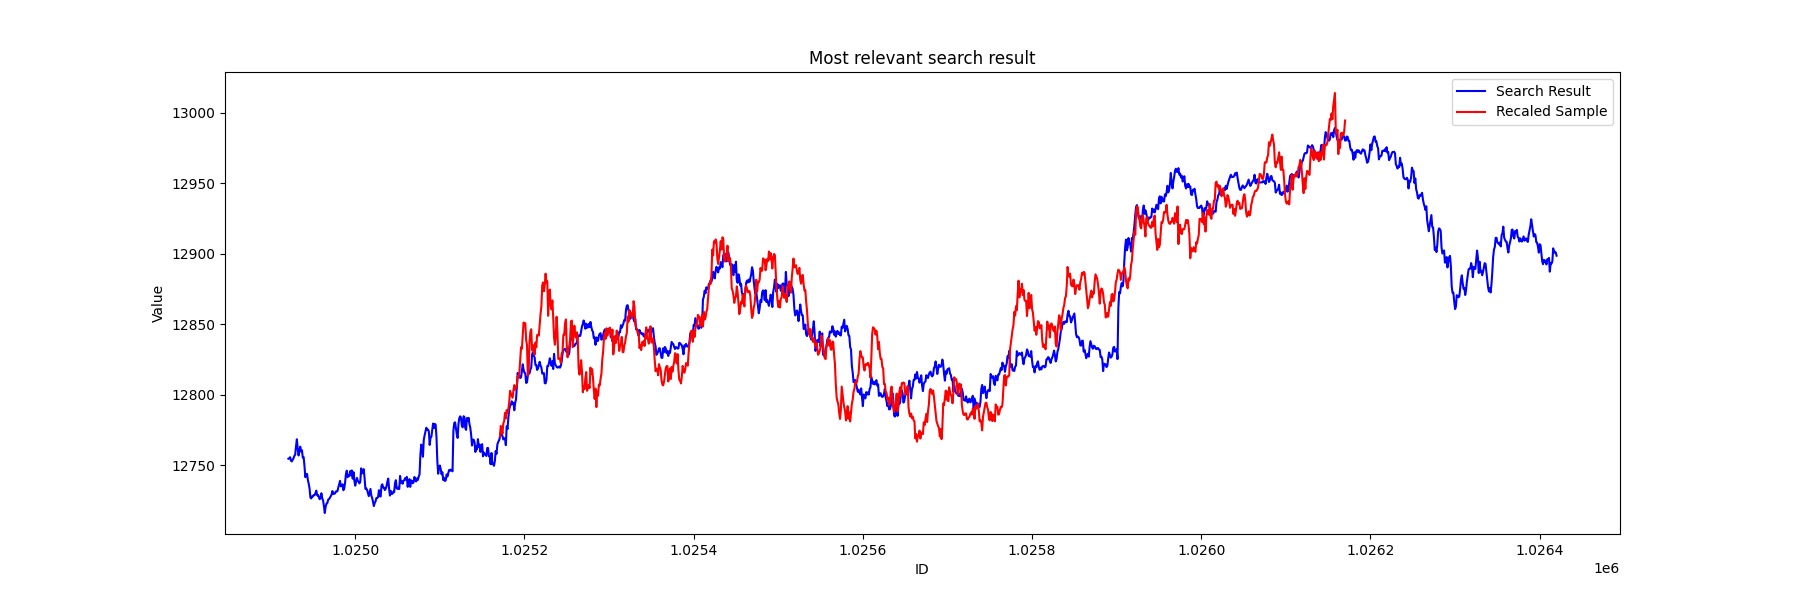 Most relevant search result
Search Result
Recaled Sample
13000
12950
12900
12850
12800
12750
Value
1.0250 1.0252 1.0254 1.0256 1.0258 1.0260 1.0262 1.0264
ID
1e6